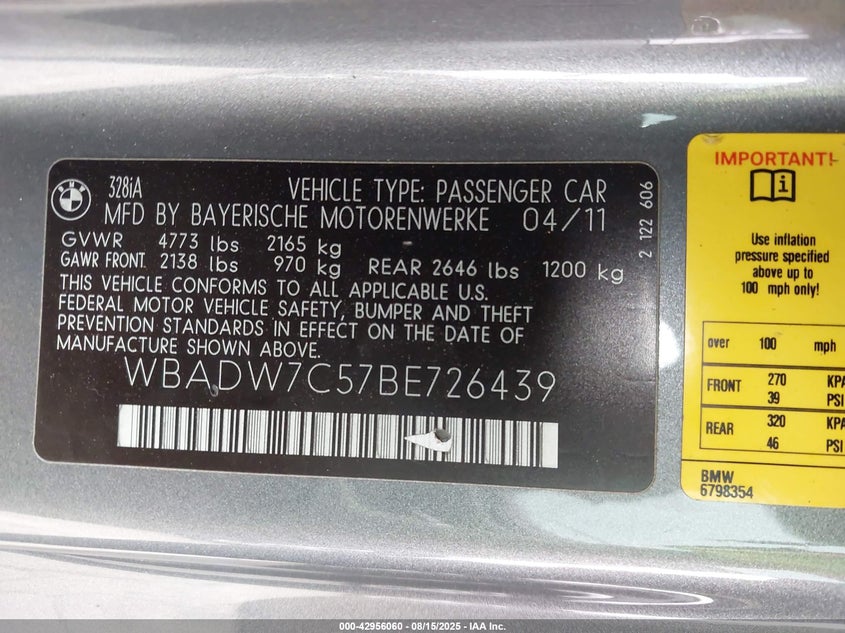 BMW
328iA VEHICLE TYPE: PASSENGER CAR
MFD BY BAYERISCHE MOTORENWERKE 04/11
GVWR 4773 lbs 2165 kg
GAWR FRONT 2138 lbs 970 kg REAR 2646 lbs 1200 kg
THIS VEHICLE CONFORMS TO ALL APPLICABLE U.S.
FEDERAL MOTOR VEHICLE SAFETY, BUMPER AND THEFT
PREVENTION STANDARDS IN EFFECT ON THE DATE OF
MANUFACTURE SHOWN ABOVE.
WBADW7C57BE726439
2 122 606
IMPORTANT!
i
Use inflation
pressure specified
above up to
100 mph only!
over 100 mph
FRONT 270 KPA
39 PSI
REAR 320 KPA
46 PSI
BMW
6798354
000-42956060 - 08/15/2025 - IAA Inc.